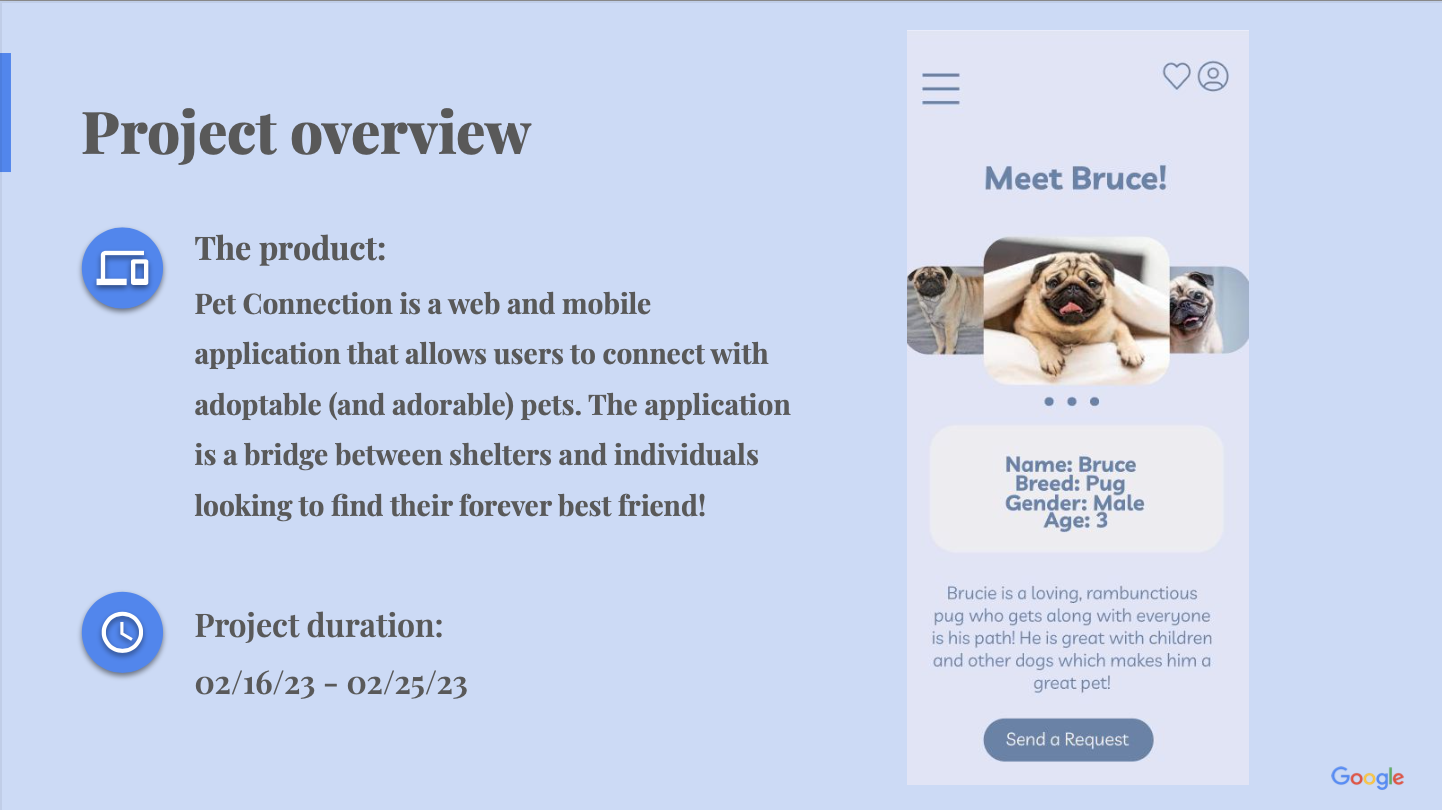 Project overview
The product:
Pet Connection is a web and mobile
application that allows users to connect with
adoptable (and adorable) pets. The application
is a bridge between shelters and individuals
looking to find their forever best friend!
Project duration:
02/16/23 - 02/25/23
Meet Bruce!
Name: Bruce
Breed: Pug
Gender: Male
Age: 3
Brucie is a loving, rambunctious
pug who gets along with everyone
is his path! He is great with children
and other dogs which makes him a
great pet!
Send a Request
Google